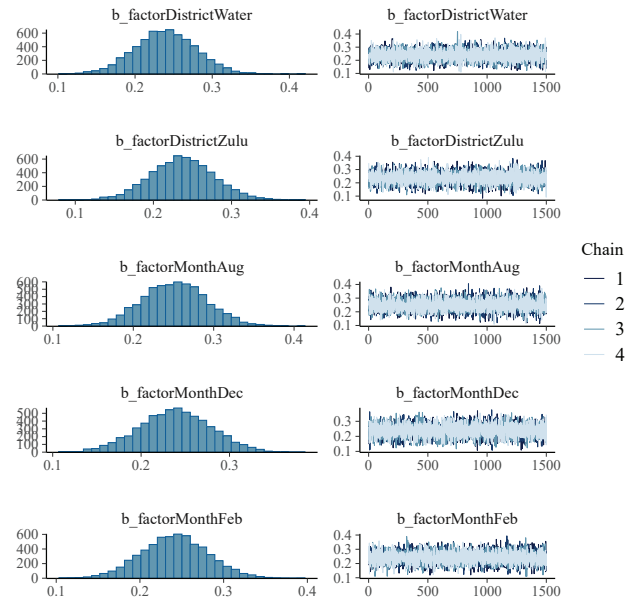 b_factorDistrictWater
600
400
200
0
0.1 0.2 0.3 0.4
b_factorDistrictWater
0.4
0.3
0.2
0.1
0 500 1000 1500
b_factorDistrictZulu
600
400
200
0
0.1 0.2 0.3 0.4
b_factorDistrictZulu
0.4
0.3
0.2
0.1
0 500 1000 1500
b_factorMonthAug
600
500
400
300
200
100
0
0.1 0.2 0.3 0.4
b_factorMonthAug
0.4
0.3
0.2
0.1
0 500 1000 1500
b_factorMonthDec
500
400
300
200
100
0
0.1 0.2 0.3
b_factorMonthDec
0.3
0.2
0.1
0 500 1000 1500
b_factorMonthFeb
600
400
200
0
0.1 0.2 0.3 0.4
b_factorMonthFeb
0.4
0.3
0.2
0.1
0 500 1000 1500
Chain
1
2
3
4